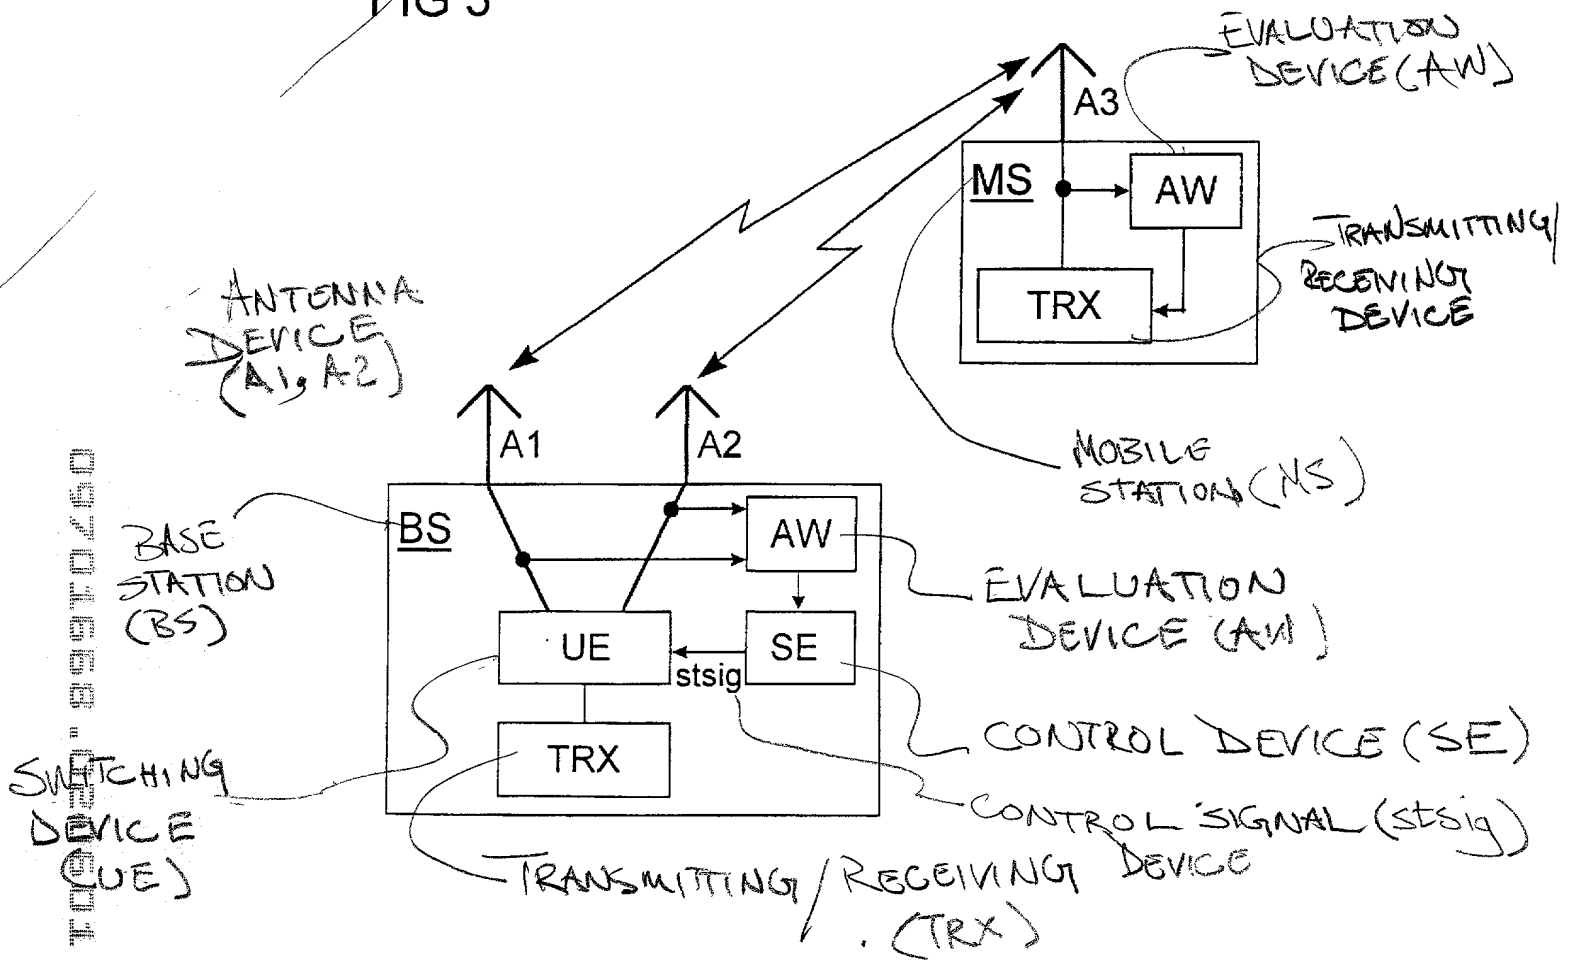 FIG 3
EVALUATION
DEVICE (AW)
A3
MS
AW
TRX
TRANSMITTING/
RECEIVING
DEVICE
ANTENNA
DEVICE
(A1, A2)
A1
A2
MOBILE
STATION (MS)
BASE
STATION
(BS)
BS
AW
EVALUATION
DEVICE (AW)
UE
stsig
SE
TRX
CONTROL DEVICE (SE)
SWITCHING
DEVICE
(UE)
CONTROL SIGNAL (stsig)
TRANSMITTING / RECEIVING DEVICE
(TRX)